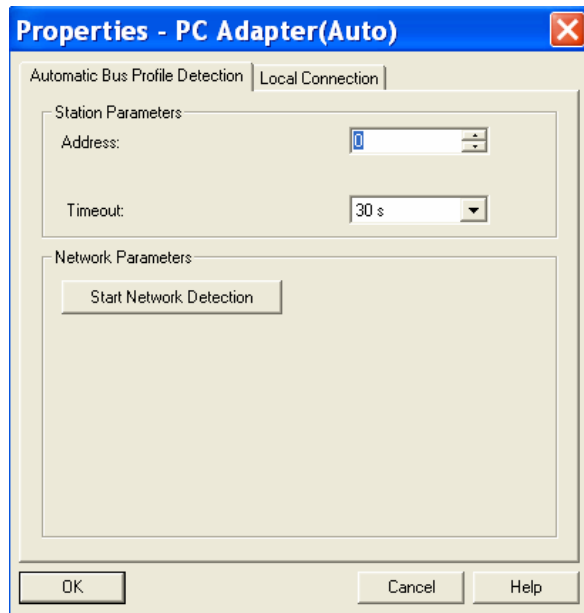 Properties - PC Adapter(Auto)
Automatic Bus Profile Detection Local Connection
Station Parameters
Address: 0
Timeout: 30 s
Network Parameters
Start Network Detection
OK Cancel Help